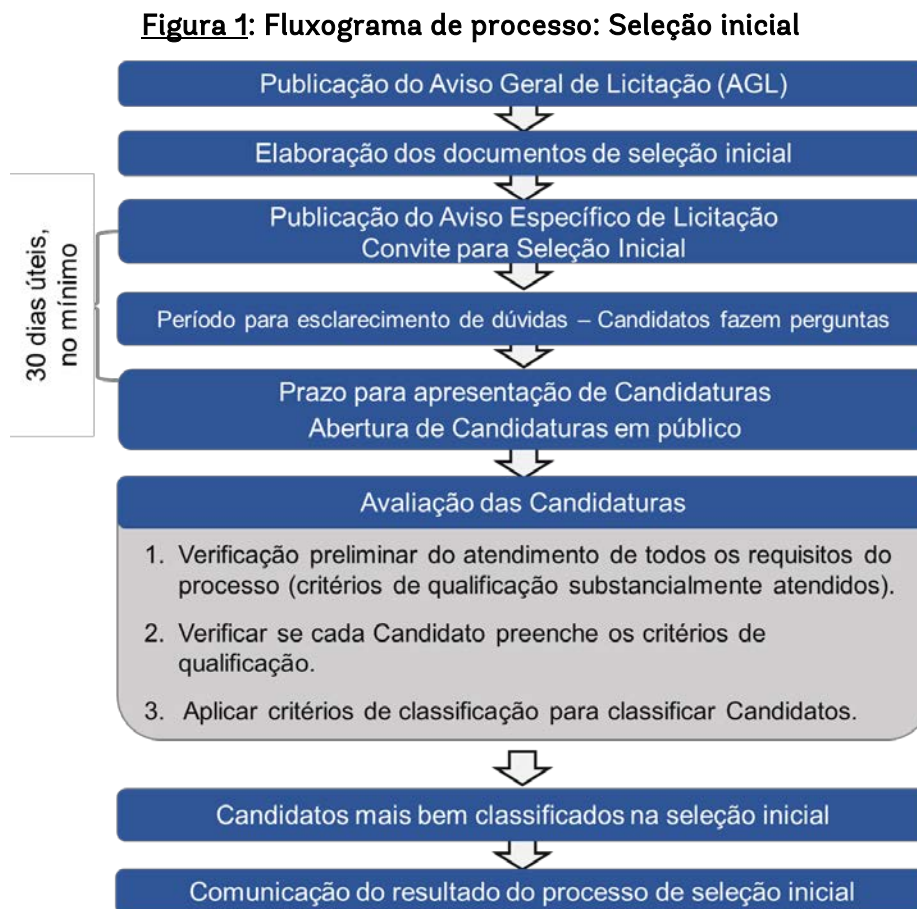 Figura 1: Fluxograma de processo: Seleção inicial
Publicação do Aviso Geral de Licitação (AGL)
Elaboração dos documentos de seleção inicial
30 dias úteis,
no mínimo
Publicação do Aviso Específico de Licitação
Convite para Seleção Inicial
Período para esclarecimento de dúvidas – Candidatos fazem perguntas
Prazo para apresentação de Candidaturas
Abertura de Candidaturas em público
Avaliação das Candidaturas
1. Verificação preliminar do atendimento de todos os requisitos do
processo (critérios de qualificação substancialmente atendidos).
2. Verificar se cada Candidato preenche os critérios de
qualificação.
3. Aplicar critérios de classificação para classificar Candidatos.
Candidatos mais bem classificados na seleção inicial
Comunicação do resultado do processo de seleção inicial